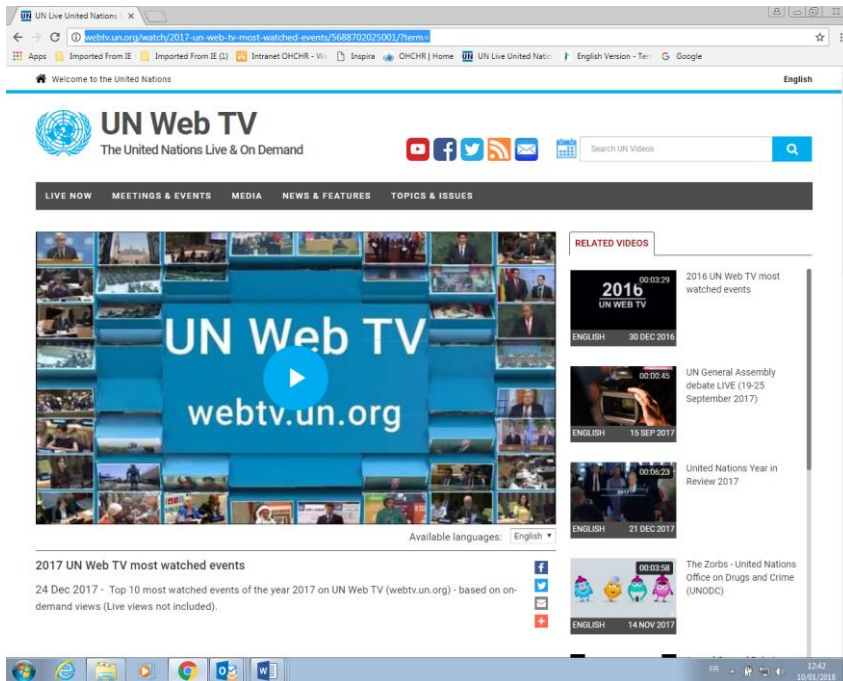 UN Live United Nations
webtv.un.org/watch/2017-un-web-tv-most-watched-events/5688702025001/?term=
Apps Imported From IE Imported From IE (1) Intranet OHCHR - W Inspira OHCHR | Home UN Live United Natio English Version - Ter Google
Welcome to the United Nations English
UN Web TV
The United Nations Live & On Demand
Search UN Videos
LIVE NOW MEETINGS & EVENTS MEDIA NEWS & FEATURES TOPICS & ISSUES
UN Web TV
webtv.un.org
Available languages: English
2017 UN Web TV most watched events
24 Dec 2017 - Top 10 most watched events of the year 2017 on UN Web TV (webtv.un.org) - based on on-
demand views (Live views not included).
RELATED VIDEOS
00:03:29
2016
UN WEB TV
ENGLISH 30 DEC 2016
2016 UN Web TV most
watched events
00:00:45
ENGLISH 15 SEP 2017
UN General Assembly
debate LIVE (19-25
September 2017)
00:06:23
2017
ENGLISH 21 DEC 2017
United Nations Year in
Review 2017
00:03:58
ENGLISH 14 NOV 2017
The Zorbs - United Nations
Office on Drugs and Crime
(UNODC)
FR 12:42
10/01/2018